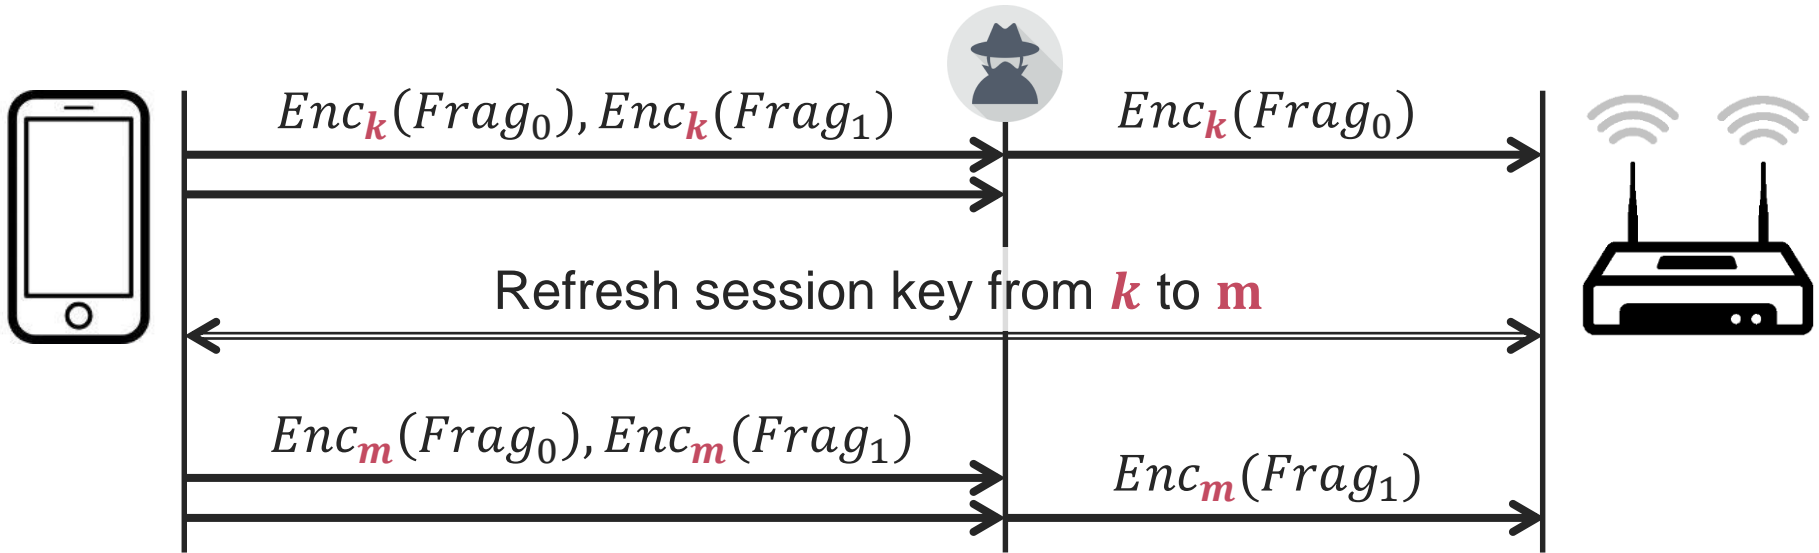 Enc_k(Frag_0), Enc_k(Frag_1)
Enc_k(Frag_0)
Refresh session key from k to m
Enc_m(Frag_0), Enc_m(Frag_1)
Enc_m(Frag_1)